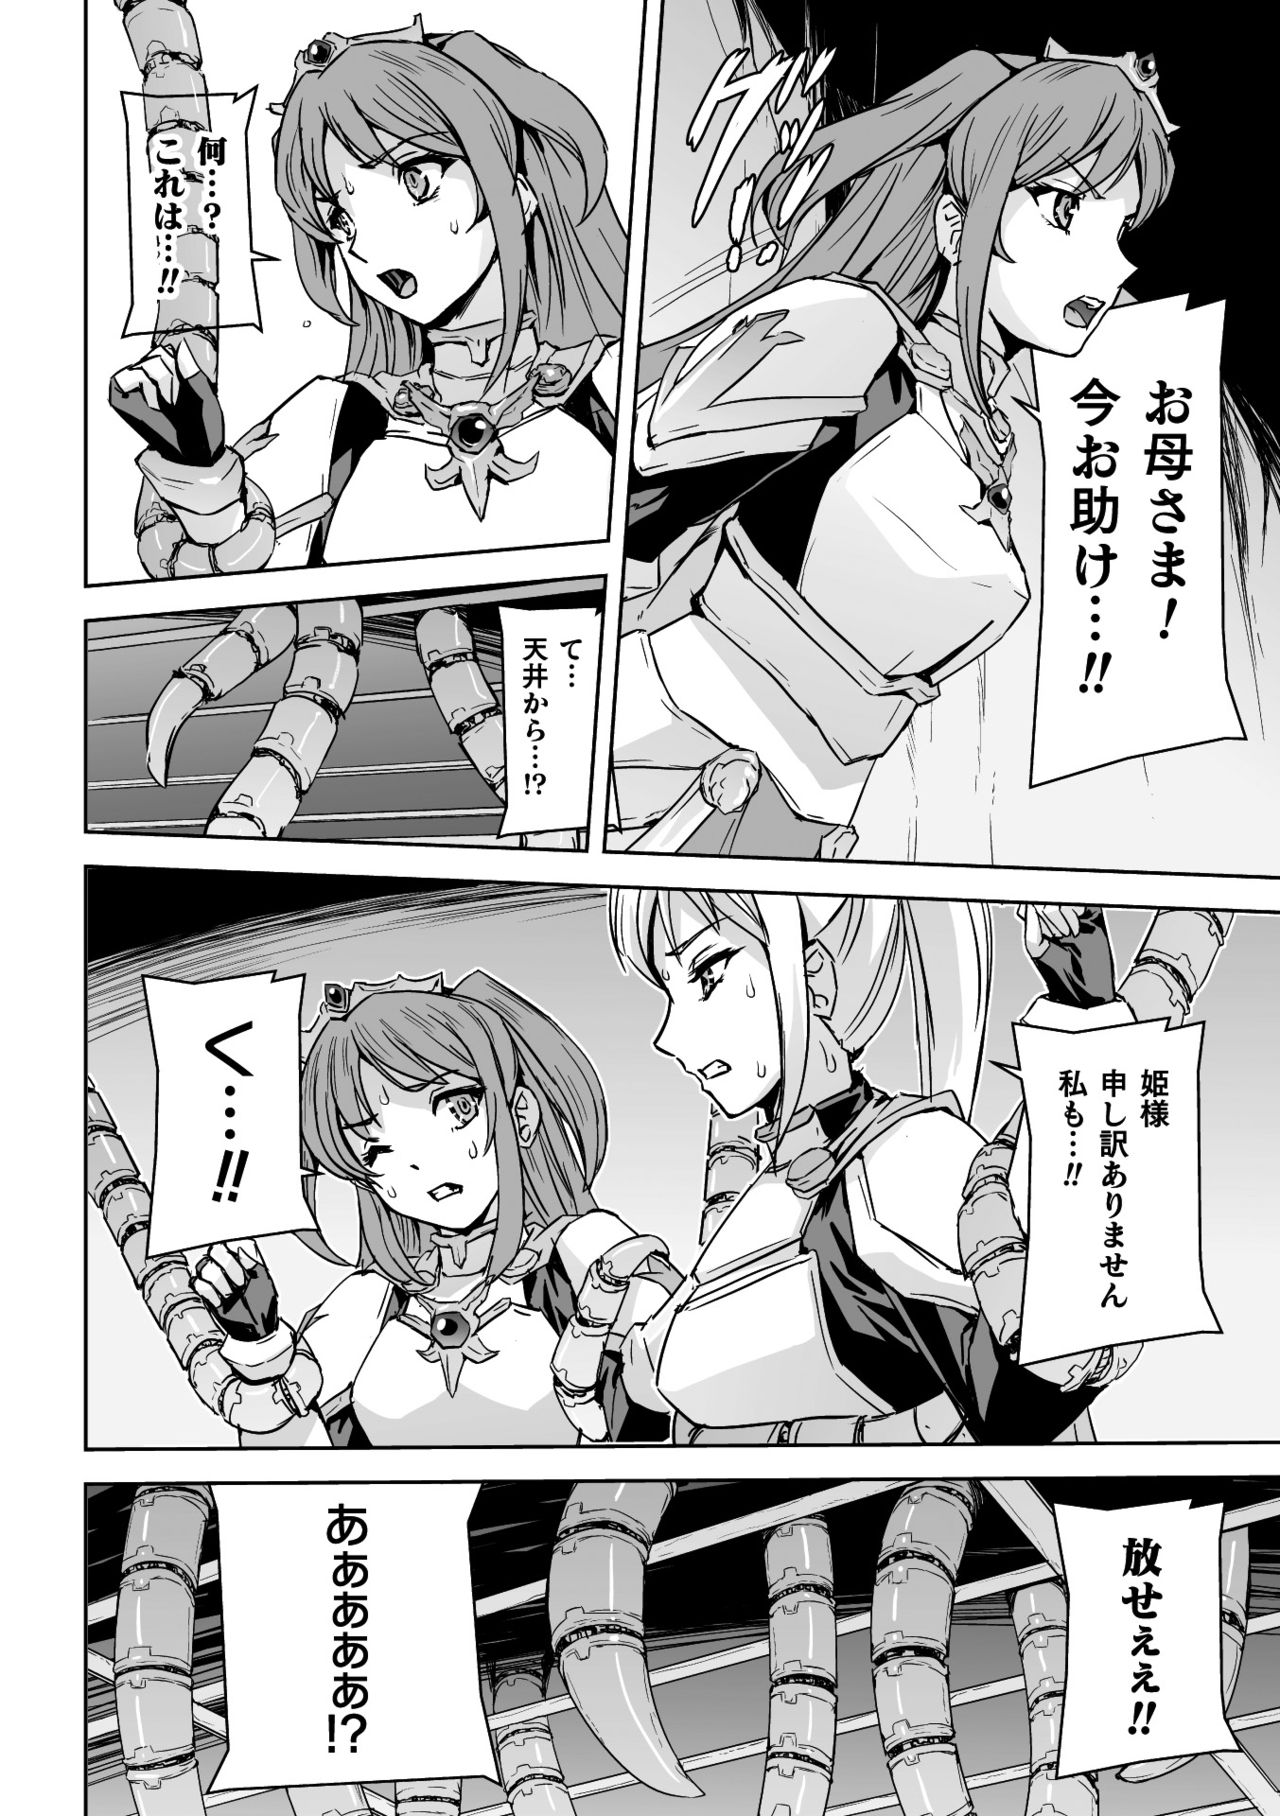 お母さま！
今お助け…!!
グッ…
何…？
これは…!!
て…
天井から…!?
姫様
申し訳ありません
私も…!!
く…!!
放せぇぇ!!
あああああ!?